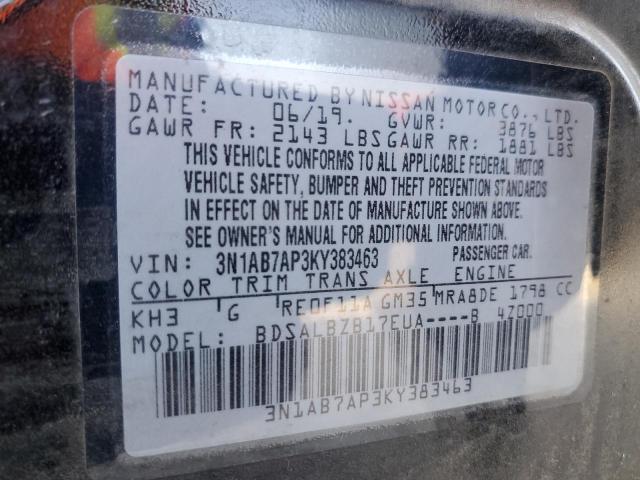 MANUFACTURED BY NISSAN MOTOR CO., LTD.
DATE: 06/19. GVWR: 3876 LBS
GAWR FR: 2143 LBS GAWR RR: 1881 LBS
THIS VEHICLE CONFORMS TO ALL APPLICABLE FEDERAL MOTOR
VEHICLE SAFETY, BUMPER AND THEFT PREVENTION STANDARDS
IN EFFECT ON THE DATE OF MANUFACTURE SHOWN ABOVE.
SEE OWNER'S MANUAL FOR ADDITIONAL INFORMATION.
VIN: 3N1AB7AP3KY383463 PASSENGER CAR.
COLOR TRIM TRANS AXLE ENGINE
KH3 G RE0F11A GM35 MRA8DE 1798 CC
MODEL: BDSALBZB17EUA----B 4Z000
3N1AB7AP3KY383463